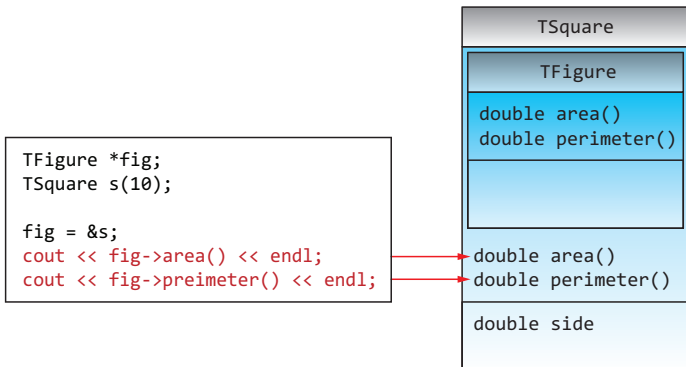 TSquare
TFigure
double area()
double perimeter()
TFigure *fig;
TSquare s(10);
fig = &s;
cout << fig->area() << endl;
cout << fig->preimeter() << endl;
double area()
double perimeter()
double side